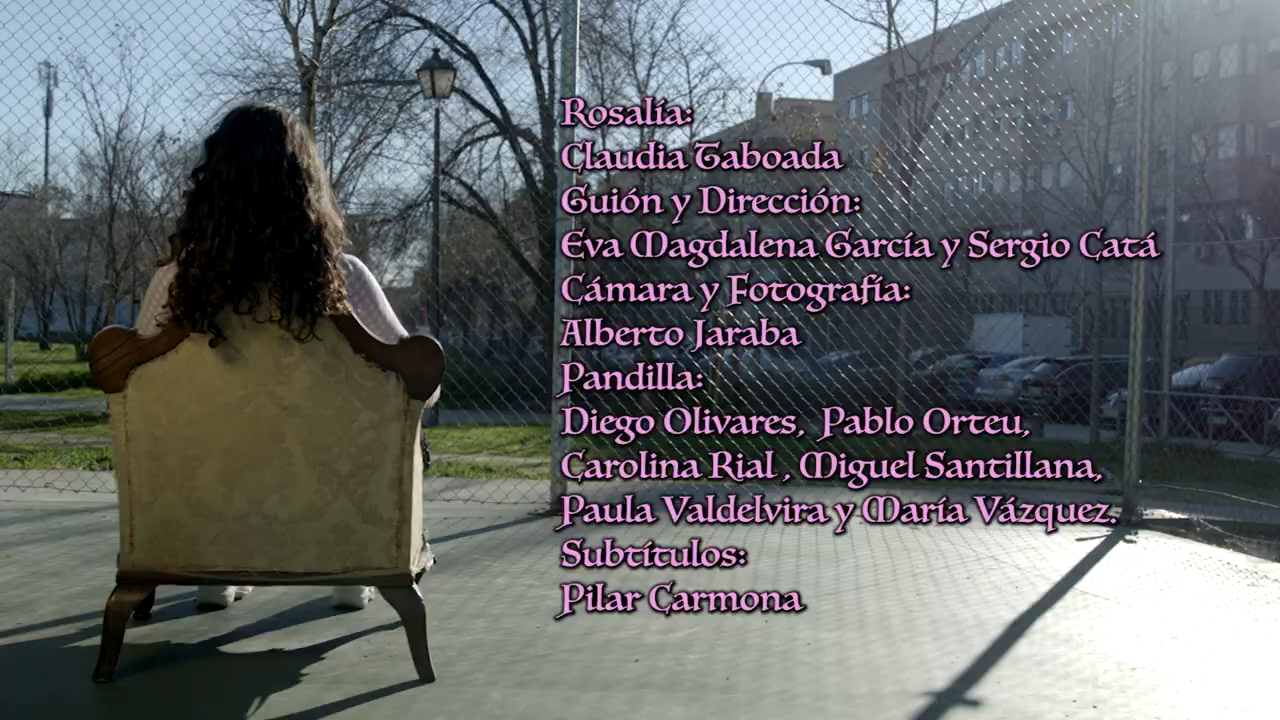 Rosalía:
Claudia Taboada
Guión y Dirección:
Eva Magdalena García y Sergio Catá
Cámara y Fotografía:
Alberto Jaraba
Pandilla:
Diego Olivares, Pablo Orteu,
Carolina Rial , Miguel Santillana,
Paula Valdelvira y María Vázquez.
Subtítulos:
Pilar Carmona